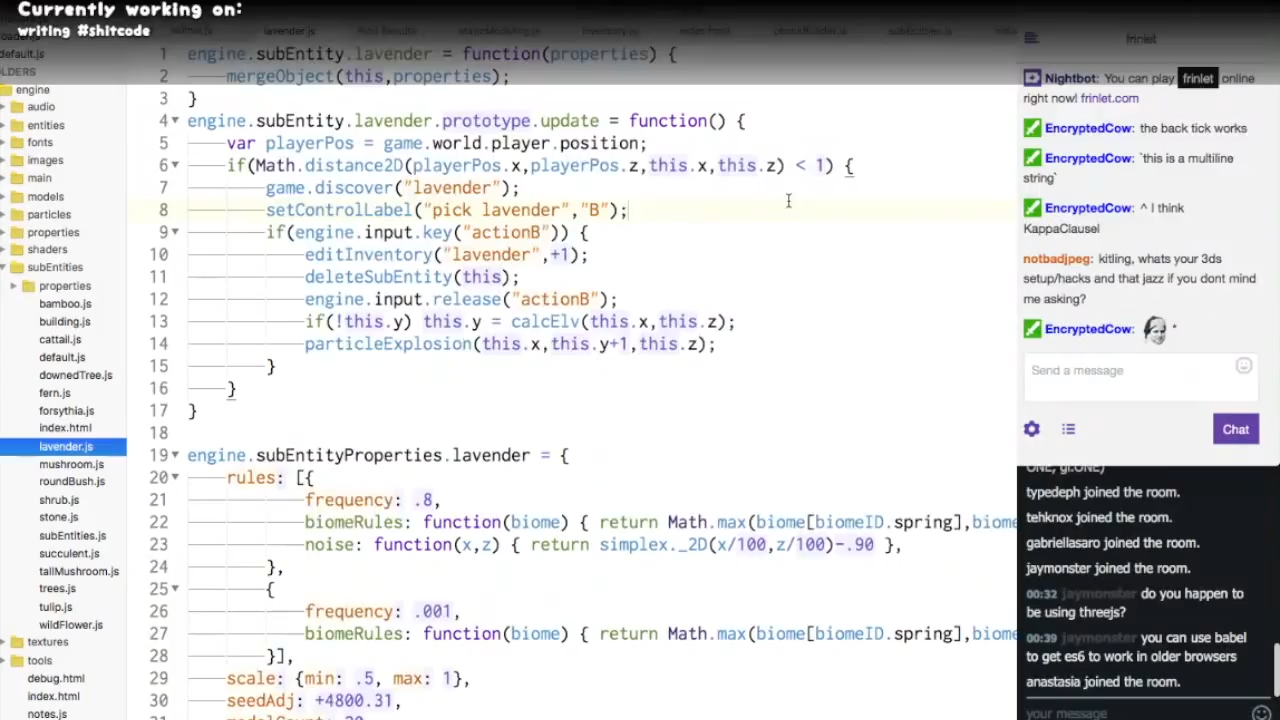 Currently working on:
writing #shitcode
lavender.js
default.js
engine
audio
entities
fonts
images
main
models
particles
properties
shaders
subEntities
properties
bamboo.js
building.js
cattail.js
default.js
downedTree.js
fern.js
forsythia.js
index.html
lavender.js
mushroom.js
roundBush.js
shrub.js
stone.js
subEntities.js
succulent.js
tallMushroom.js
trees.js
tulip.js
wildFlower.js
textures
tools
debug.html
index.html
notes.js
1 engine.subEntity.lavender = function(properties) {
2 mergeObject(this,properties);
3 }
4 engine.subEntity.lavender.prototype.update = function() {
5 var playerPos = game.world.player.position;
6 if(Math.distance2D(playerPos.x,playerPos.z,this.x,this.z) < 1) {
7 game.discover("lavender");
8 setControlLabel("pick lavender","B");
9 if(engine.input.key("actionB")) {
10 editInventory("lavender",+1);
11 deleteSubEntity(this);
12 engine.input.release("actionB");
13 if(!this.y) this.y = calcElv(this.x,this.z);
14 particleExplosion(this.x,this.y+1,this.z);
15 }
16 }
17 }
18
19 engine.subEntityProperties.lavender = {
20 rules: [{
21 frequency: .8,
22 biomeRules: function(biome) { return Math.max(biome[biomeID.spring],biome
23 noise: function(x,z) { return simplex._2D(x/100,z/100)-.90 },
24 },
25 {
26 frequency: .001,
27 biomeRules: function(biome) { return Math.max(biome[biomeID.spring],biome
28 }],
29 scale: {min: .5, max: 1},
30 seedAdj: +4800.31,
frinlet
Nightbot: You can play frinlet online
right now! frinlet.com
EncryptedCow: the back tick works
EncryptedCow: `this is a multiline
string`
EncryptedCow: ^ I think
KappaClausel
notbadjpeg: kitling, whats your 3ds
setup/hacks and that jazz if you dont mind
me asking?
EncryptedCow: *
Send a message
Chat
ONE, gl.ONE)
typedeph joined the room.
tehknox joined the room.
gabriellasaro joined the room.
jaymonster joined the room.
00:32 jaymonster do you happen to
be using threejs?
00:39 jaymonster you can use babel
to get es6 to work in older browsers
anastasia joined the room.
your message